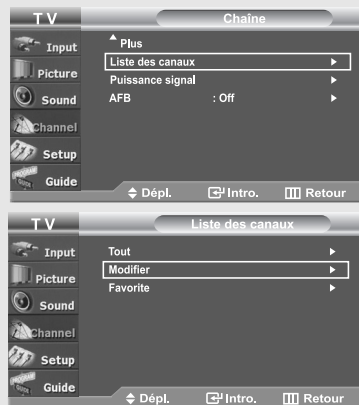 TV
Chaîne
Input
Picture
Sound
Channel
Setup
Guide
Plus
Liste des canaux
Puissance signal
AFB : Off
Dépl. Intro. Retour
TV
Liste des canaux
Input
Picture
Sound
Channel
Setup
Guide
Tout
Modifier
Favorite
Dépl. Intro. Retour